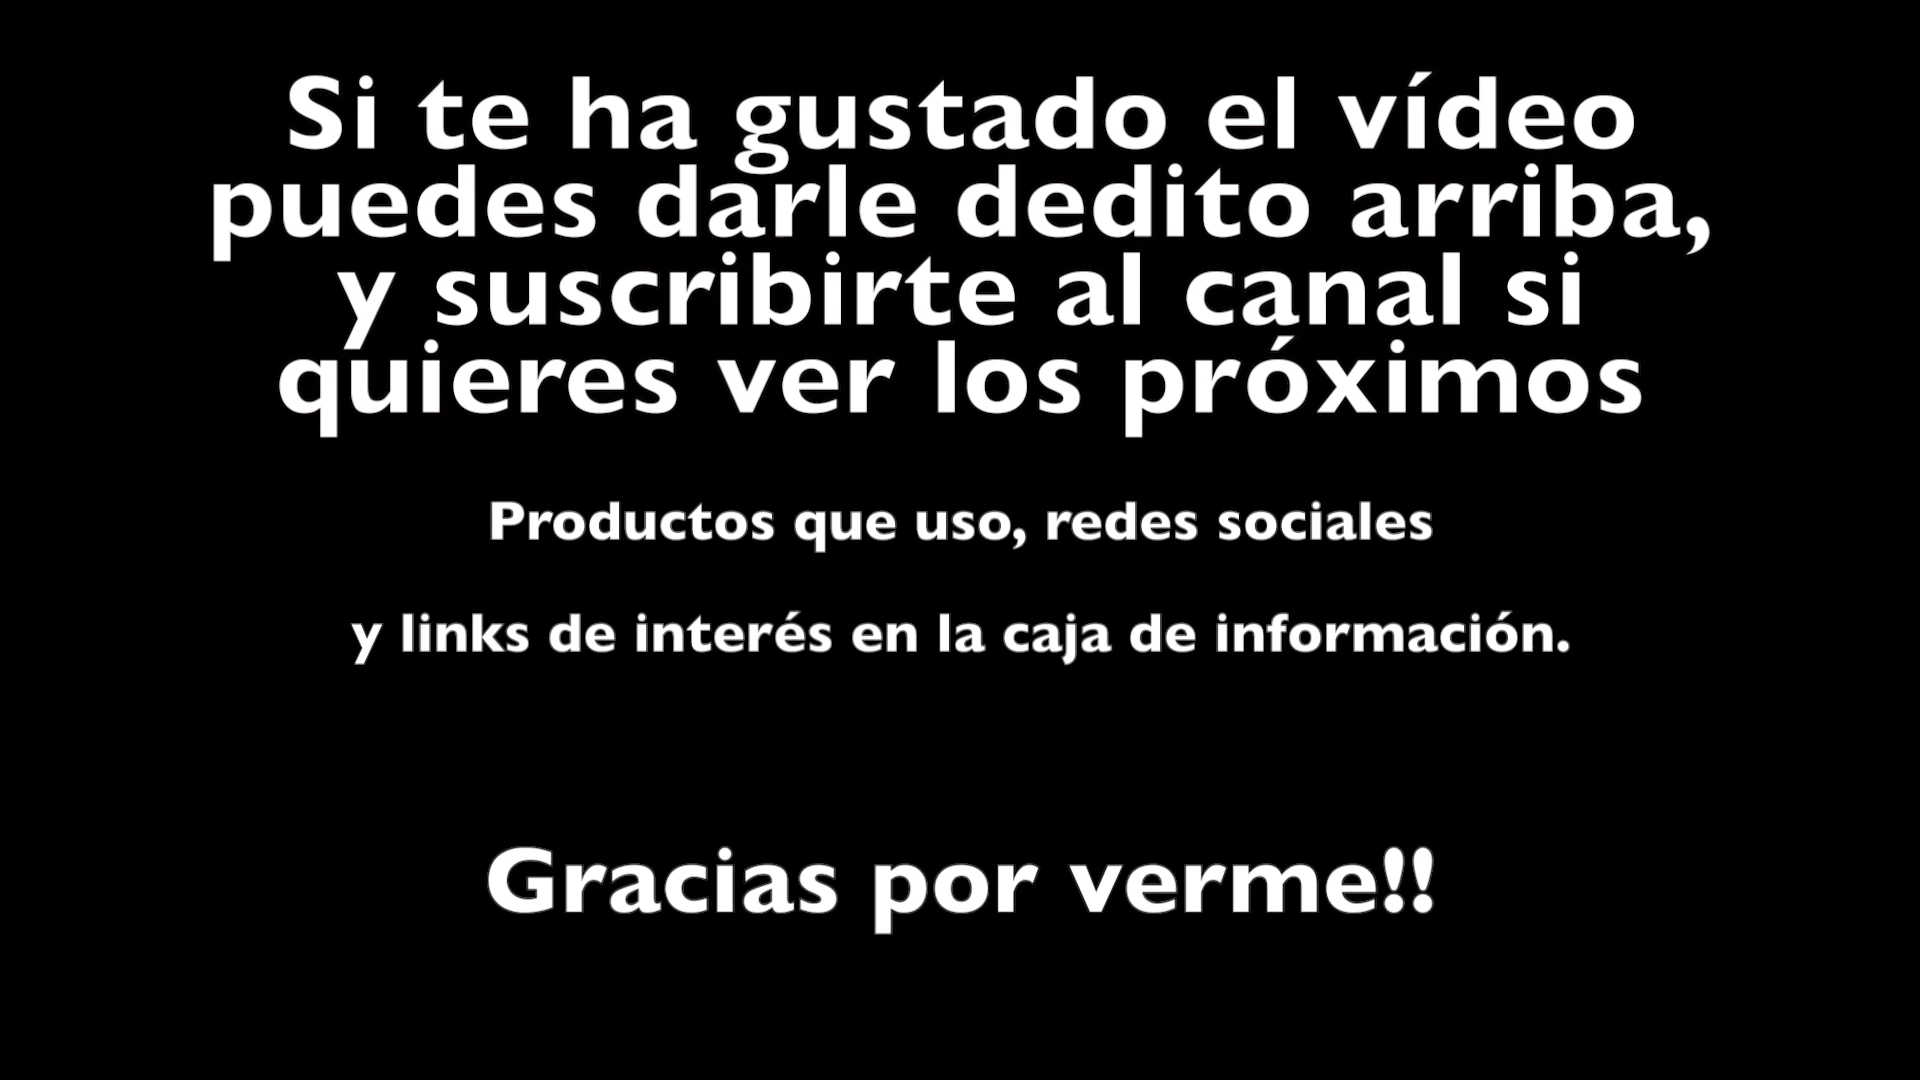 Si te ha gustado el vídeo
puedes darle dedito arriba,
y suscribirte al canal si
quieres ver los próximos
Productos que uso, redes sociales
y links de interés en la caja de información.
Gracias por verme!!